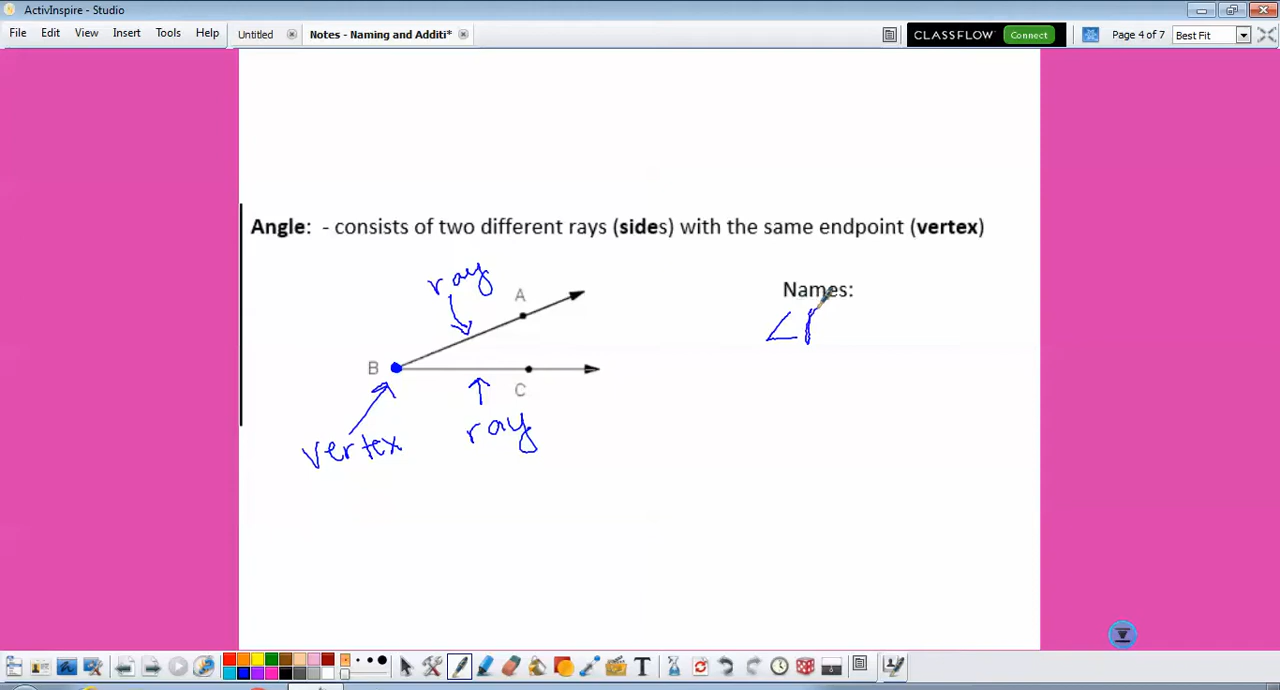 ActivInspire - Studio
File Edit View Insert Tools Help Untitled Notes - Naming and Additi* CLASSFLOW Connect Page 4 of 7 Best Fit
Angle: - consists of two different rays (sides) with the same endpoint (vertex)
ray
A
Names:
∠
B
C
ray
vertex
T